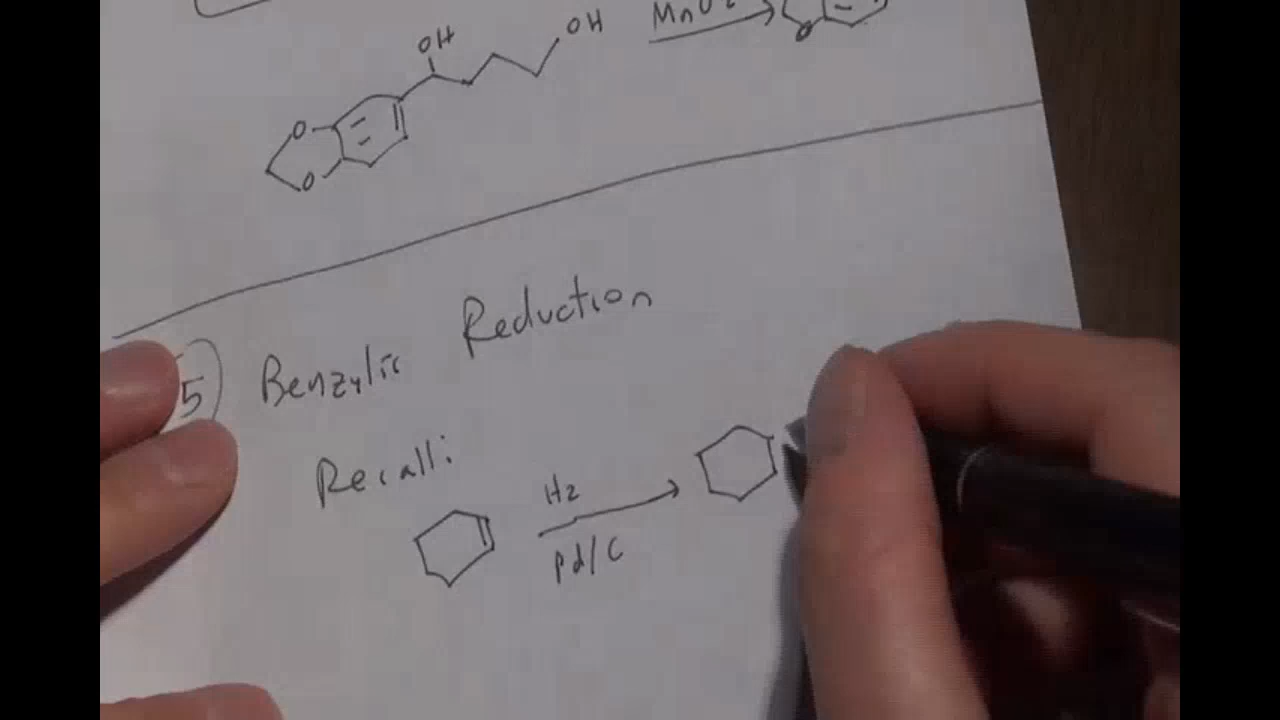 OH
OH
MnO2
O
O
O
5 Benzylic Reduction
Recall:
H2
Pd/C